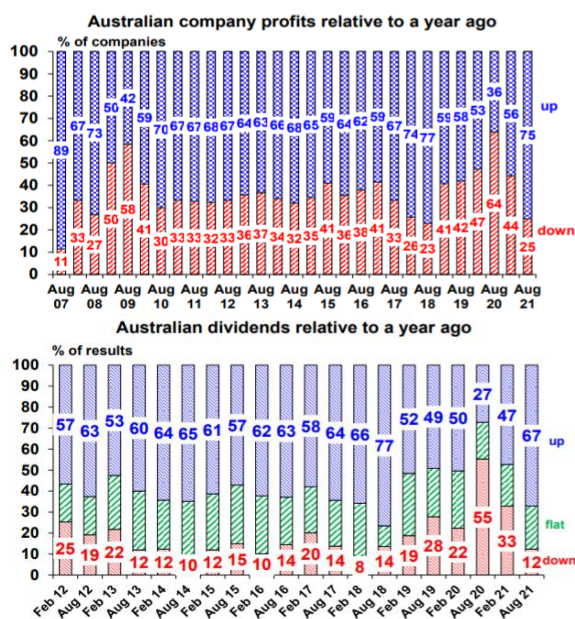 Australian company profits relative to a year ago
% of companies
100
90
80
70
60
50
40
30
20
10
0
89 67 73 50 42 59 70 67 67 68 67 64 63 66 68 65 59 64 62 59 67 74 77 59 58 53 36 56 75
up
11 33 27 50 58 41 30 33 33 32 33 36 37 34 32 35 41 36 38 41 33 26 23 41 42 47 64 44 25
down
Aug Aug Aug Aug Aug Aug Aug Aug Aug Aug Aug Aug Aug Aug Aug
07 08 09 10 11 12 13 14 15 16 17 18 19 20 21
Australian dividends relative to a year ago
% of results
100
90
80
70
60
50
40
30
20
10
0
57 63 53 60 64 65 61 57 62 63 58 64 66 77 52 49 50 27 47 67
up
flat
25 19 22 12 12 10 12 15 10 14 20 14 8 14 19 28 22 55 33 12
down
Feb 12 Aug 12 Feb 13 Aug 13 Feb 14 Aug 14 Feb 15 Aug 15 Feb 16 Aug 16 Feb 17 Aug 17 Feb 18 Aug 18 Feb 19 Aug 19 Feb 20 Aug 20 Feb 21 Aug 21